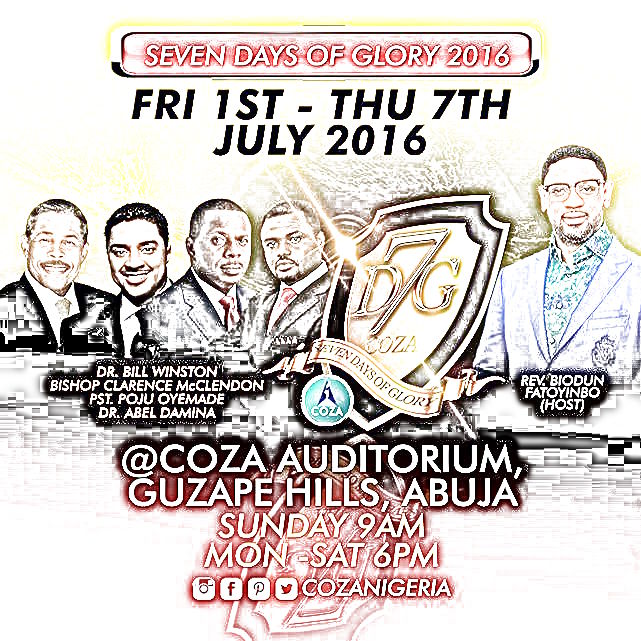 SEVEN DAYS OF GLORY 2016
FRI 1ST - THU 7TH
JULY 2016
D7G
COZA
SEVEN DAYS OF GLORY
COZA
DR. BILL WINSTON
BISHOP CLARENCE McCLENDON
PST. POJU OYEMADE
DR. ABEL DAMINA
REV. BIODUN
FATOYINBO
(HOST)
@COZA AUDITORIUM,
GUZAPE HILLS, ABUJA
SUNDAY 9AM
MON -SAT 6PM
COZANIGERIA